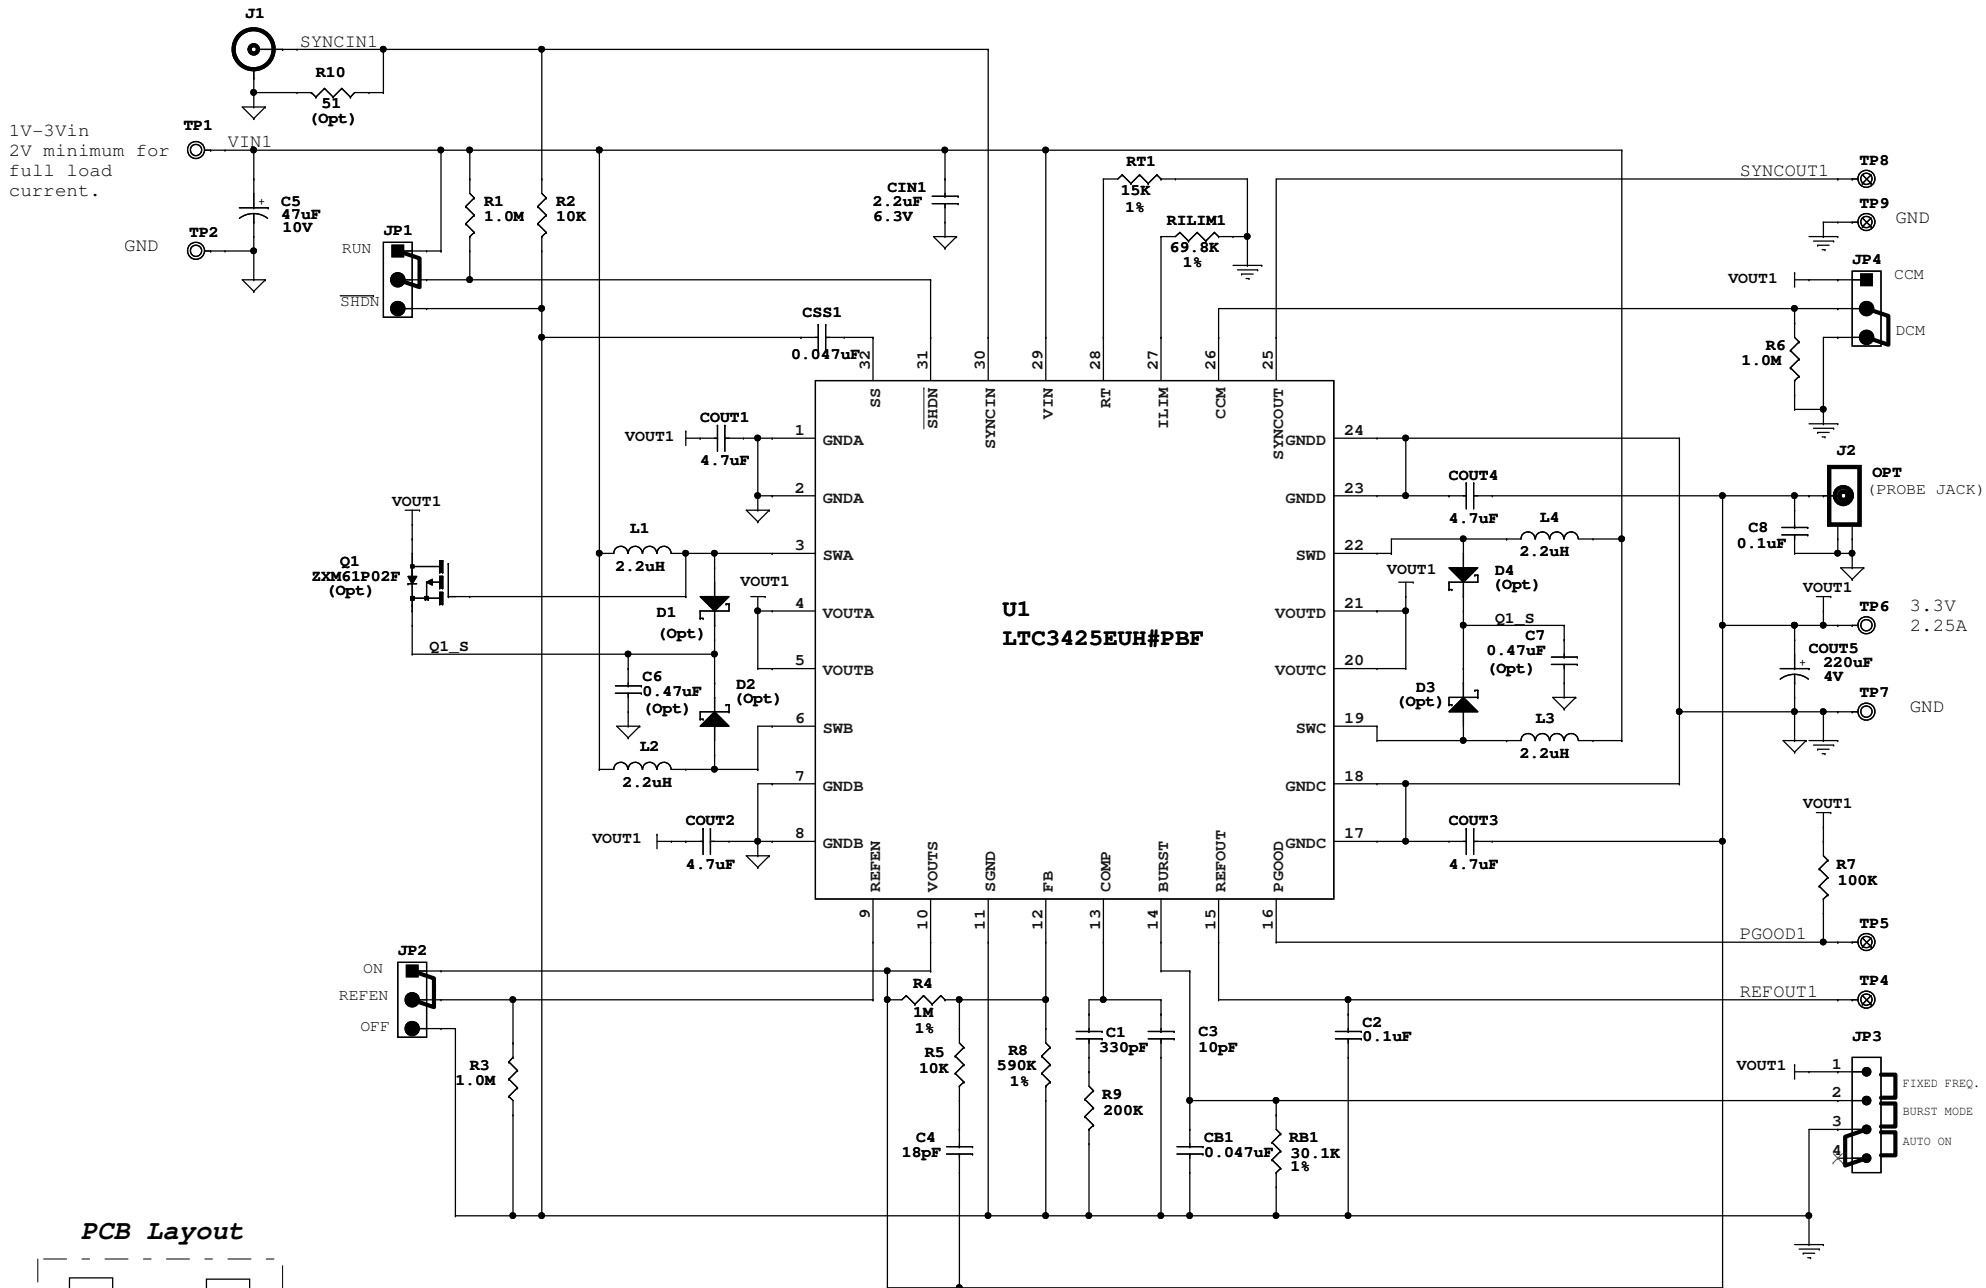 J1
SYNCIN1
R10
51
(Opt)
1V-3Vin
2V minimum for
full load
current.
TP1
VIN1
C5
+
47uF
10V
GND
TP2
JP1
RUN
SHDN
R1
1.0M
R2
10K
CIN1
2.2uF
6.3V
RT1
15K
1%
RILIM1
69.8K
1%
SYNCOUT1
TP8
TP9
GND
JP4
VOUT1
CCM
DCM
R6
1.0M
CSS1
0.047uF
32
31
30
29
28
27
26
25
SS
SHDN
SYNCIN
VIN
RT
ILIM
CCM
SYNCOUT
COUT1
VOUT1
4.7uF
1
GNDA
2
GNDA
3
SWA
4
VOUTA
5
VOUTB
6
SWB
7
GNDB
8
GNDB
U1
LTC3425EUH#PBF
GNDD
24
GNDD
23
SWD
22
VOUTD
21
VOUTC
20
SWC
19
GNDC
18
GNDC
17
VOUT1
Q1
ZXM61P02F
(Opt)
Q1_S
L1
2.2uH
D1
(Opt)
VOUT1
C6
0.47uF
(Opt)
D2
(Opt)
L2
2.2uH
COUT2
VOUT1
4.7uF
COUT4
4.7uF
L4
2.2uH
VOUT1
D4
(Opt)
Q1_S
C7
0.47uF
(Opt)
D3
(Opt)
L3
2.2uH
COUT3
4.7uF
J2
OPT
(PROBE JACK)
C8
0.1uF
VOUT1
TP6
3.3V
2.25A
COUT5
+
220uF
4V
TP7
GND
VOUT1
R7
100K
PGOOD1
TP5
REFOUT1
TP4
REFEN
VOUTS
SGND
FB
COMP
BURST
REFOUT
PGOOD
9
10
11
12
13
14
15
16
JP2
ON
REFEN
OFF
R3
1.0M
R4
1M
1%
R5
10K
R8
590K
1%
C4
18pF
C1
330pF
R9
200K
C3
10pF
CB1
0.047uF
RB1
30.1K
1%
C2
0.1uF
JP3
VOUT1
1
2
3
4
FIXED FREQ.
BURST MODE
AUTO ON
PCB Layout